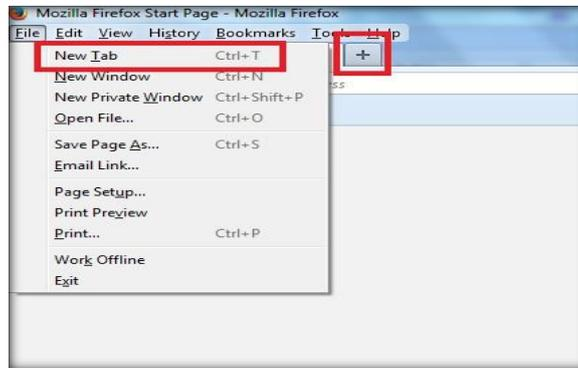 Mozilla Firefox Start Page - Mozilla Firefox
File Edit View History Bookmarks Tools Help
New Tab Ctrl+T
+
New Window Ctrl+N
New Private Window Ctrl+Shift+P
Open File... Ctrl+O
Save Page As... Ctrl+S
Email Link...
Page Setup...
Print Preview
Print... Ctrl+P
Work Offline
Exit